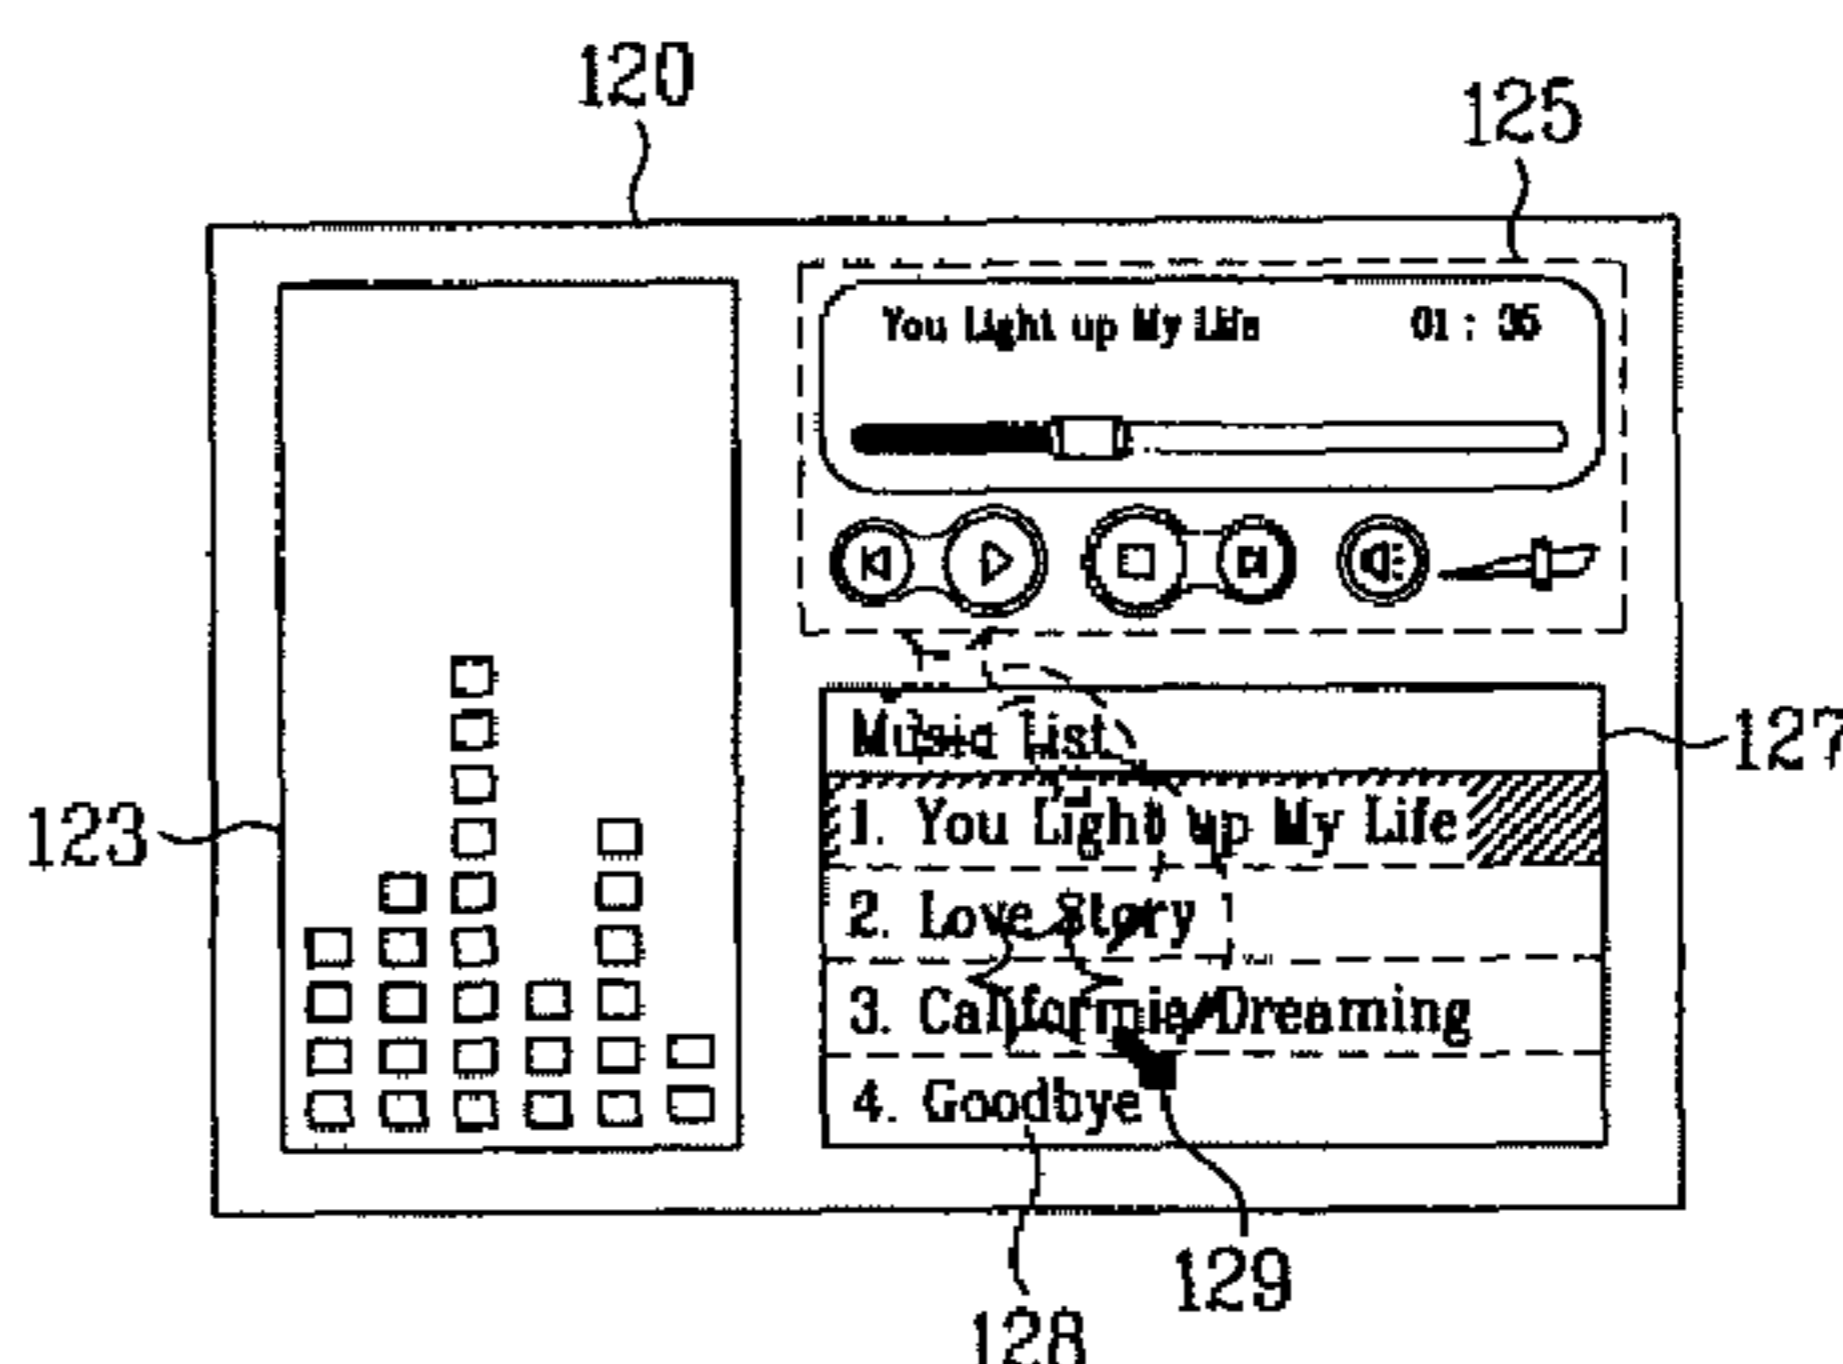 120
125
You Light up My Life 01 : 35
Music List
127
1. You Light up My Life
123
2. Love Story
3. Californie Dreaming
4. Goodbye
129
128